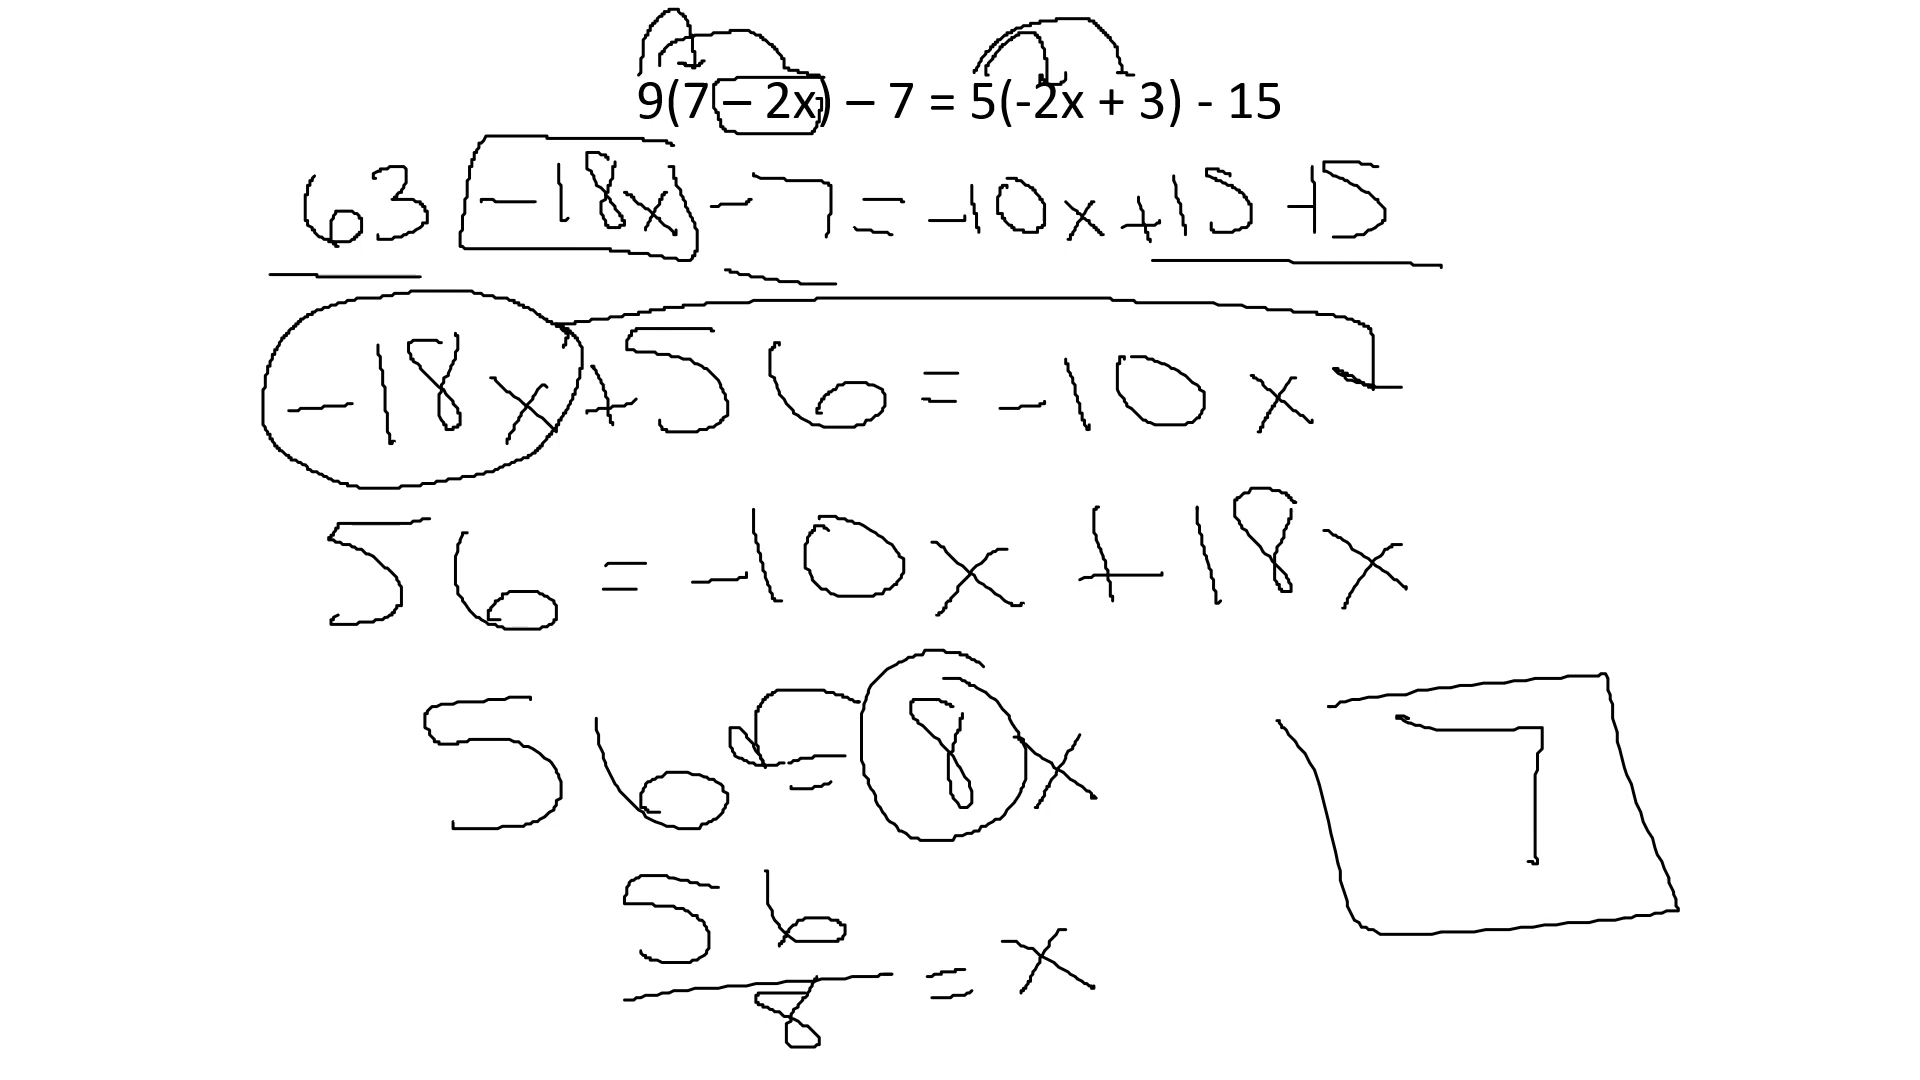 9(7 – 2x) – 7 = 5(-2x + 3) - 15
63 -18x -7 = -10x +15 -15
-18x +56 = -10x
56 = -10x +18x
56 = 8x
56/8 = x
7